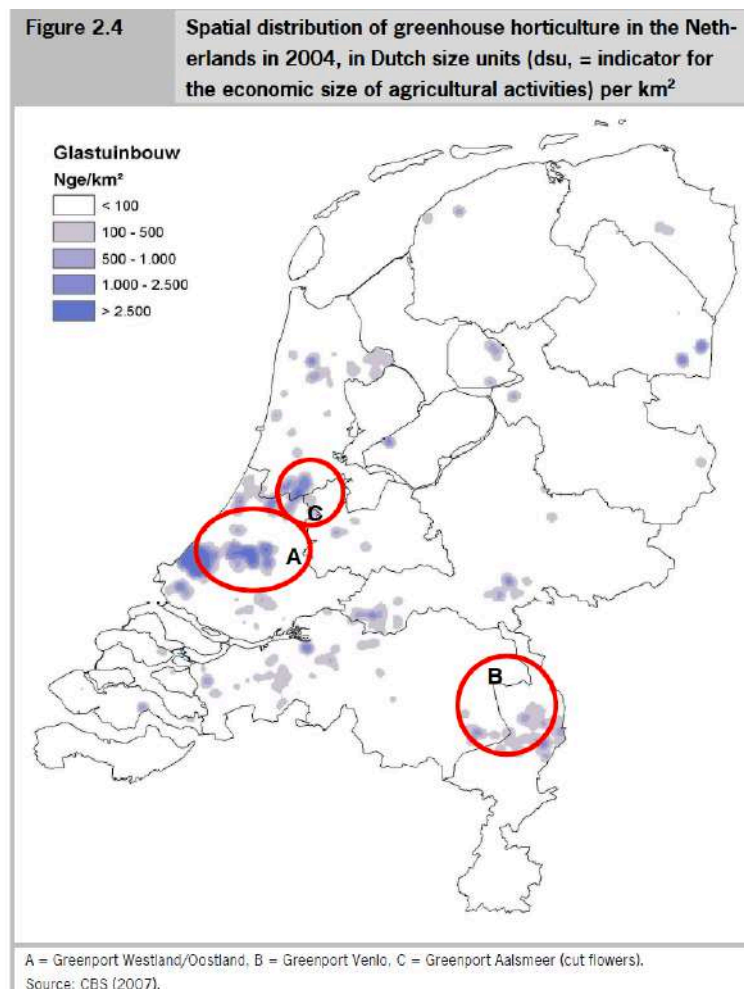 Figure 2.4
Spatial distribution of greenhouse horticulture in the Neth-
erlands in 2004, in Dutch size units (dsu, = indicator for
the economic size of agricultural activities) per km²
Glastuinbouw
Nge/km²
< 100
100 - 500
500 - 1.000
1.000 - 2.500
> 2.500
C
A
B
A = Greenport Westland/Oostland, B = Greenport Venlo, C = Greenport Aalsmeer (cut flowers).
Source: CBS (2007).